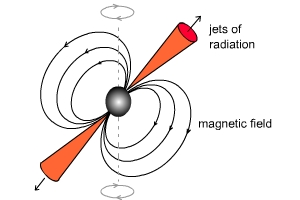 jets of
radiation
magnetic field